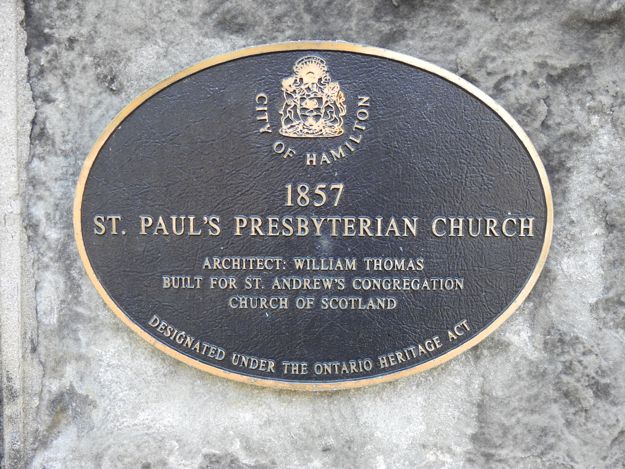 CITY OF HAMILTON
1857
ST. PAUL'S PRESBYTERIAN CHURCH
ARCHITECT: WILLIAM THOMAS
BUILT FOR ST. ANDREW'S CONGREGATION
CHURCH OF SCOTLAND
DESIGNATED UNDER THE ONTARIO HERITAGE ACT